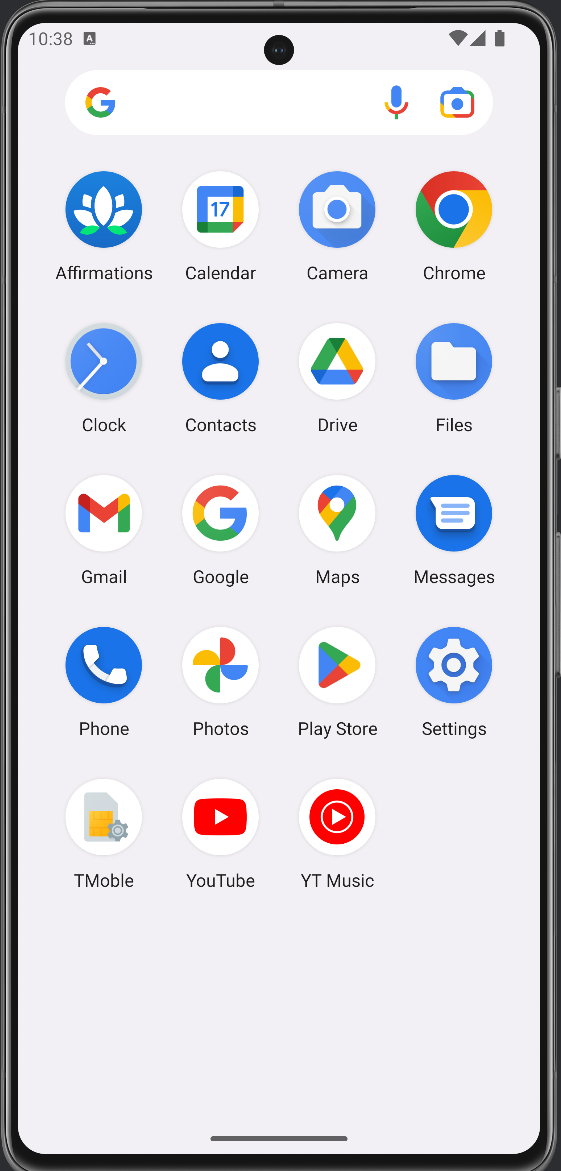 10:38 A
17
Affirmations Calendar Camera Chrome
Clock Contacts Drive Files
Gmail Google Maps Messages
Phone Photos Play Store Settings
TMoble YouTube YT Music